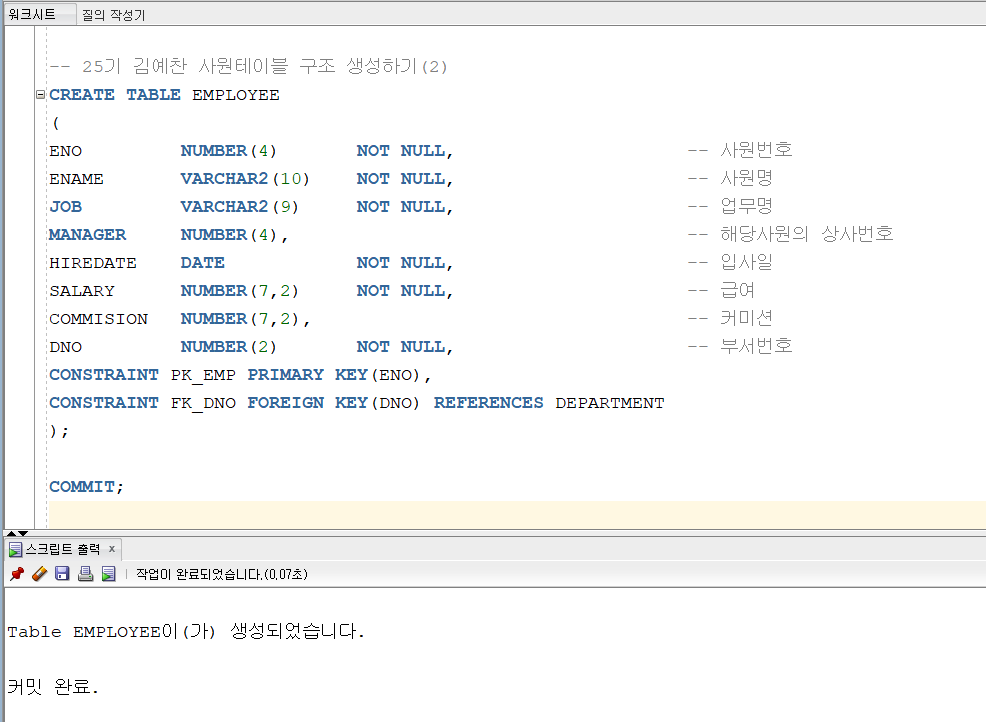 워크시트 질의 작성기
-- 25기 김예찬 사원테이블 구조 생성하기(2)
CREATE TABLE EMPLOYEE
(
ENO NUMBER(4) NOT NULL, -- 사원번호
ENAME VARCHAR2(10) NOT NULL, -- 사원명
JOB VARCHAR2(9) NOT NULL, -- 업무명
MANAGER NUMBER(4), -- 해당사원의 상사번호
HIREDATE DATE NOT NULL, -- 입사일
SALARY NUMBER(7,2) NOT NULL, -- 급여
COMMISION NUMBER(7,2), -- 커미션
DNO NUMBER(2) NOT NULL, -- 부서번호
CONSTRAINT PK_EMP PRIMARY KEY(ENO),
CONSTRAINT FK_DNO FOREIGN KEY(DNO) REFERENCES DEPARTMENT
);
COMMIT;
스크립트 출력 x
작업이 완료되었습니다.(0.07초)
Table EMPLOYEE이(가) 생성되었습니다.
커밋 완료.